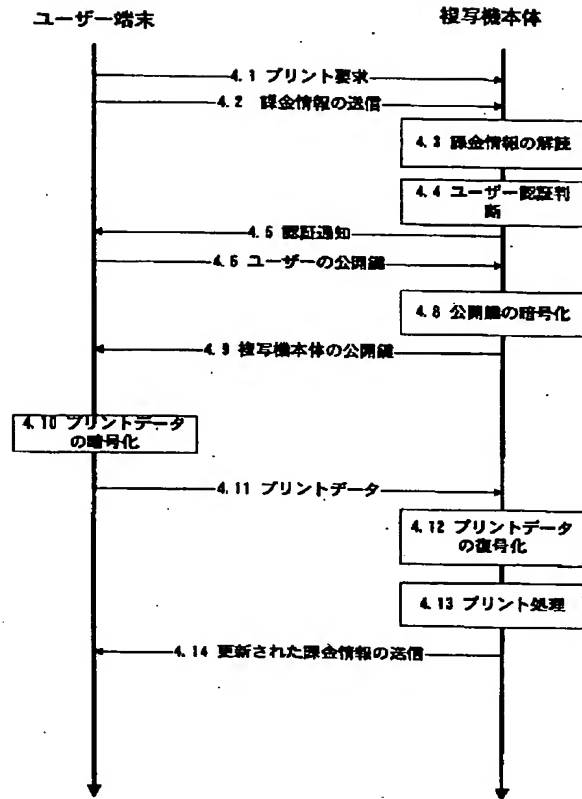 ユーザー端末
複写機本体
4.1 プリント要求
4.2 課金情報の送信
4.3 課金情報の解読
4.4 ユーザー認証判
断
4.5 認証通知
4.6 ユーザーの公開鍵
4.8 公開鍵の暗号化
4.9 複写機本体の公開鍵
4.10 プリントデータ
の暗号化
4.11 プリントデータ
4.12 プリントデータ
の復号化
4.13 プリント処理
4.14 更新された課金情報の送信